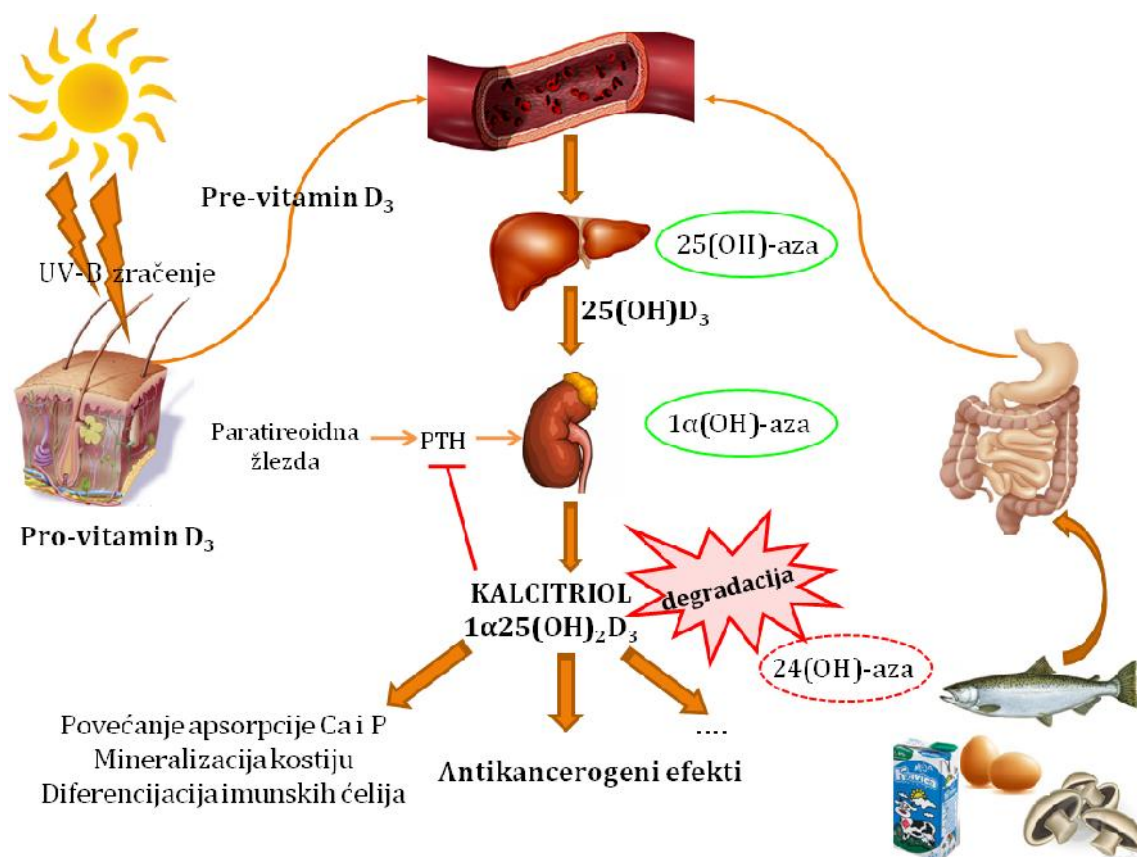 Pre-vitamin D₃
UV-B zračenje
25(OH)-aza
25(OH)D₃
1α(OH)-aza
Paratireoidna
žlezda
PTH
Pro-vitamin D₃
degradacija
KALCITRIOL
1α25(OH)₂D₃
24(OH)-aza
Povećanje apsorpcije Ca i P
Mineralizacija kostiju
Diferencijacija imunskih ćelija
Antikancerogeni efekti
....